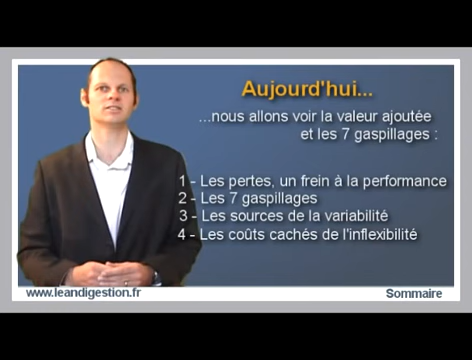 Aujourd'hui...
...nous allons voir la valeur ajoutée
et les 7 gaspillages :
1 - Les pertes, un frein à la performance
2 - Les 7 gaspillages
3 - Les sources de la variabilité
4 - Les coûts cachés de l'inflexibilité
www.leandigestion.fr
Sommaire